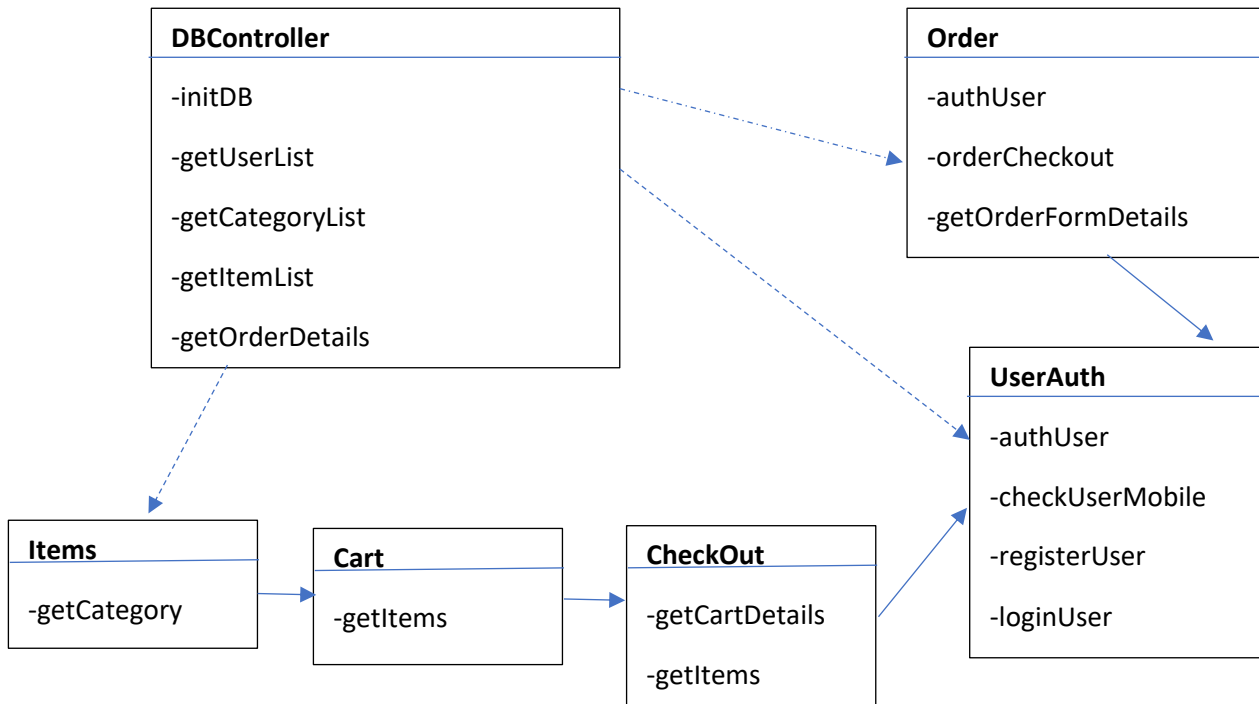 DBController
-initDB
-getUserList
-getCategoryList
-getItemList
-getOrderDetails
Order
-authUser
-orderCheckout
-getOrderFormDetails
UserAuth
-authUser
-checkUserMobile
-registerUser
-loginUser
Items
-getCategory
Cart
-getItems
CheckOut
-getCartDetails
-getItems